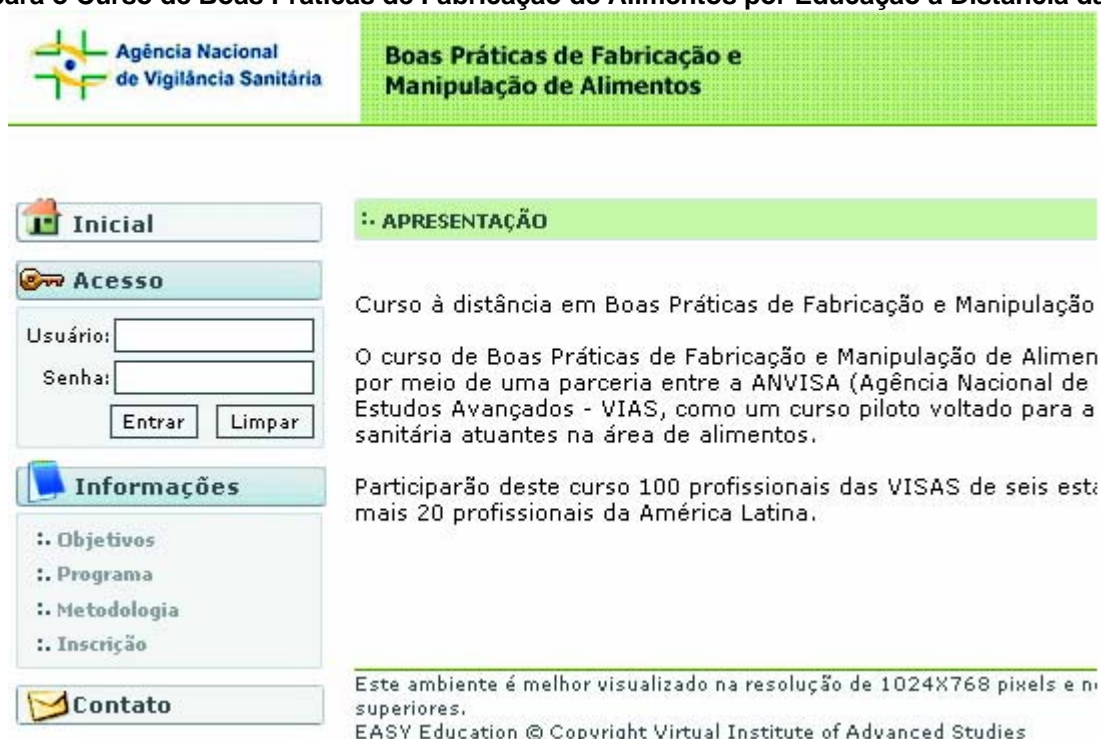 para o Curso de Boas Práticas de Fabricação de Alimentos por Educação a Distância da
Agência Nacional
de Vigilância Sanitária
Boas Práticas de Fabricação e
Manipulação de Alimentos
Inicial
Acesso
Usuário:
Senha:
Entrar Limpar
Informações
:. Objetivos
:. Programa
:. Metodologia
:. Inscrição
Contato
:. APRESENTAÇÃO
Curso à distância em Boas Práticas de Fabricação e Manipulação
O curso de Boas Práticas de Fabricação e Manipulação de Alimen
por meio de uma parceria entre a ANVISA (Agência Nacional de
Estudos Avançados - VIAS, como um curso piloto voltado para a
sanitária atuantes na área de alimentos.
Participarão deste curso 100 profissionais das VISAS de seis esta
mais 20 profissionais da América Latina.
Este ambiente é melhor visualizado na resolução de 1024X768 pixels e
superiores.
EASY Education © Copyright Virtual Institute of Advanced Studies